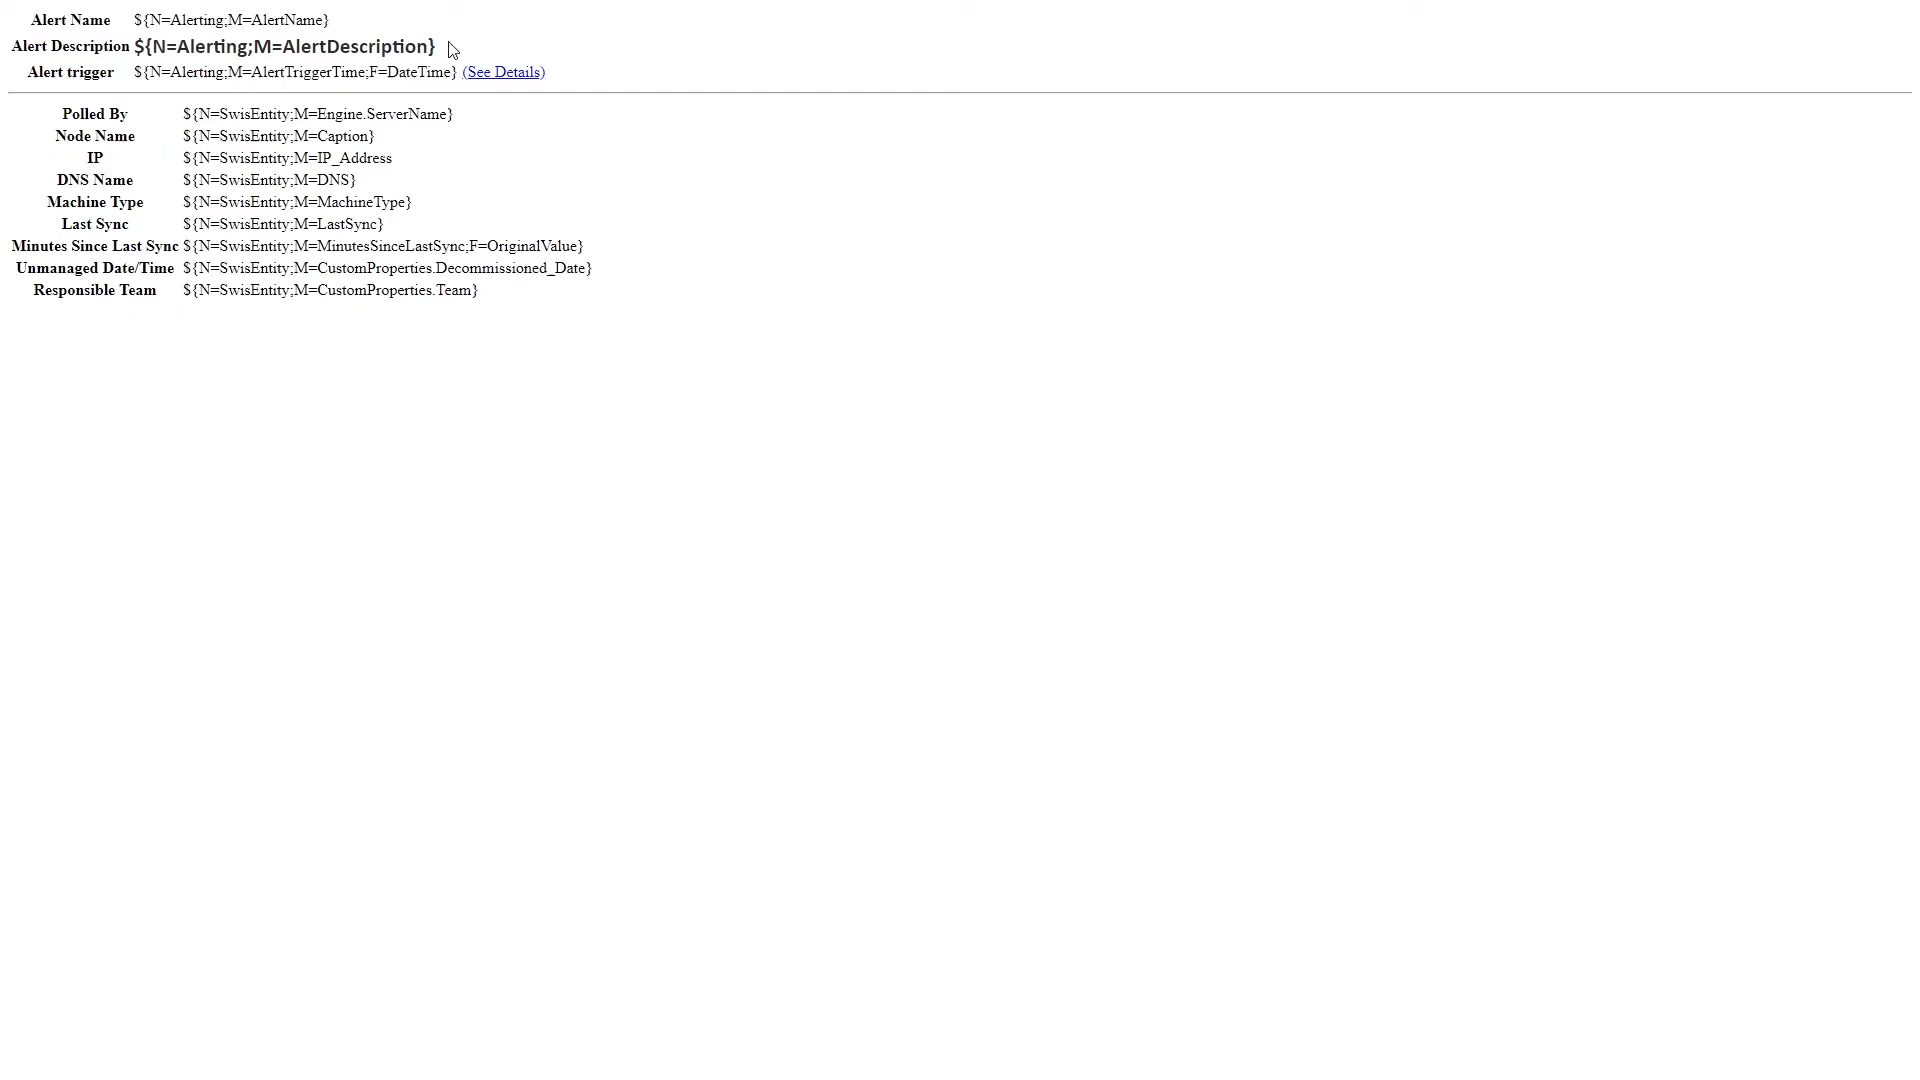 Alert Name ${N=Alerting;M=AlertName}
Alert Description ${N=Alerting;M=AlertDescription}
Alert trigger ${N=Alerting;M=AlertTriggerTime;F=DateTime} (See Details)
Polled By ${N=SwisEntity;M=Engine.ServerName}
Node Name ${N=SwisEntity;M=Caption}
IP ${N=SwisEntity;M=IP_Address
DNS Name ${N=SwisEntity;M=DNS}
Machine Type ${N=SwisEntity;M=MachineType}
Last Sync ${N=SwisEntity;M=LastSync}
Minutes Since Last Sync ${N=SwisEntity;M=MinutesSinceLastSync;F=OriginalValue}
Unmanaged Date/Time ${N=SwisEntity;M=CustomProperties.Decommissioned_Date}
Responsible Team ${N=SwisEntity;M=CustomProperties.Team}